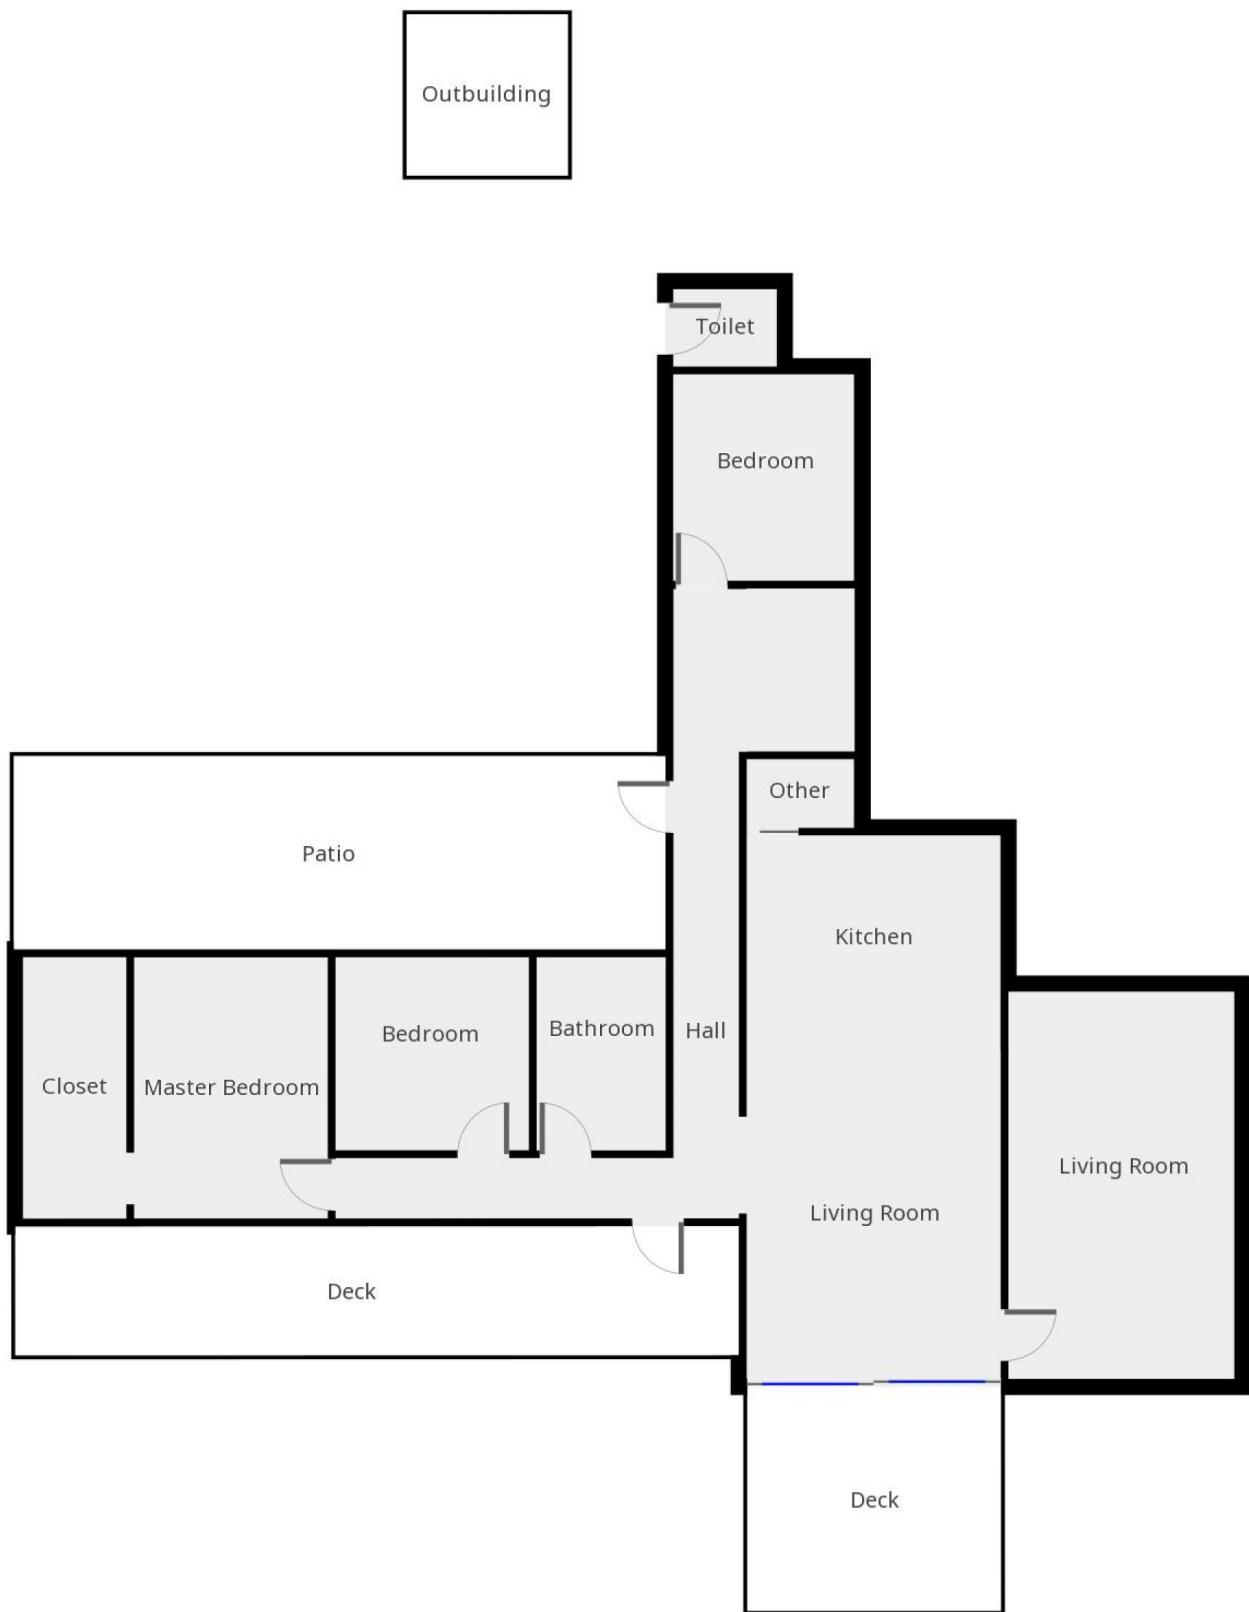 Outbuilding
Toilet
Bedroom
Other
Patio
Kitchen
Bedroom
Bathroom
Hall
Closet
Master Bedroom
Living Room
Living Room
Deck
Deck